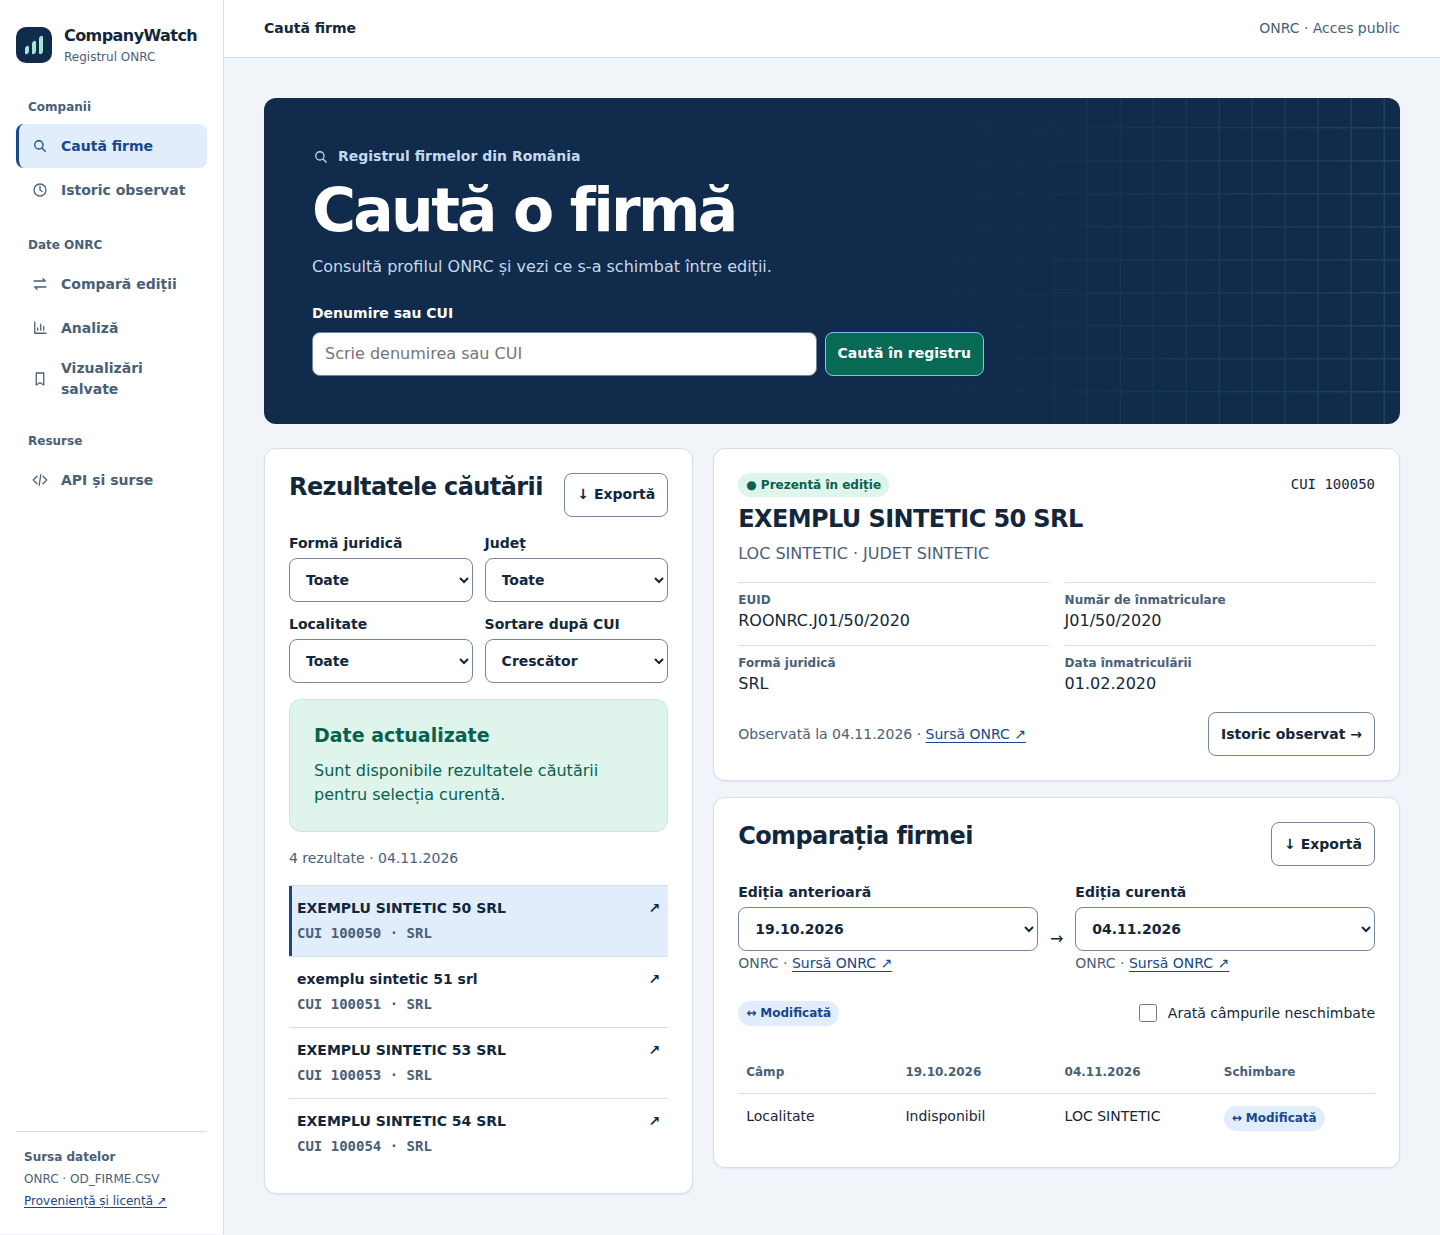 CompanyWatch
Registrul ONRC
Companii
Caută firme
Istoric observat
Date ONRC
Compară ediții
Analiză
Vizualizări
salvate
Resurse
API și surse
Sursa datelor
ONRC · OD_FIRME.CSV
Proveniență și licență ↗
Caută firme
ONRC · Acces public
Registrul firmelor din România
Caută o firmă
Consultă profilul ONRC și vezi ce s-a schimbat între ediții.
Denumire sau CUI
Scrie denumirea sau CUI
Caută în registru
Rezultatele căutării
↓ Exportă
Formă juridică
Județ
Toate
Toate
Localitate
Sortare după CUI
Toate
Crescător
Date actualizate
Sunt disponibile rezultatele căutării
pentru selecția curentă.
4 rezultate · 04.11.2026
EXEMPLU SINTETIC 50 SRL ↗
CUI 100050 · SRL
exemplu sintetic 51 srl ↗
CUI 100051 · SRL
EXEMPLU SINTETIC 53 SRL ↗
CUI 100053 · SRL
EXEMPLU SINTETIC 54 SRL ↗
CUI 100054 · SRL
● Prezentă în ediție
CUI 100050
EXEMPLU SINTETIC 50 SRL
LOC SINTETIC · JUDET SINTETIC
EUID
ROONRC.J01/50/2020
Număr de înmatriculare
J01/50/2020
Formă juridică
SRL
Data înmatriculării
01.02.2020
Observată la 04.11.2026 · Sursă ONRC ↗
Istoric observat →
Comparația firmei
↓ Exportă
Ediția anterioară
19.10.2026
ONRC · Sursă ONRC ↗
→
Ediția curentă
04.11.2026
ONRC · Sursă ONRC ↗
↔ Modificată
Arată câmpurile neschimbate
Câmp 19.10.2026 04.11.2026 Schimbare
Localitate Indisponibil LOC SINTETIC ↔ Modificată